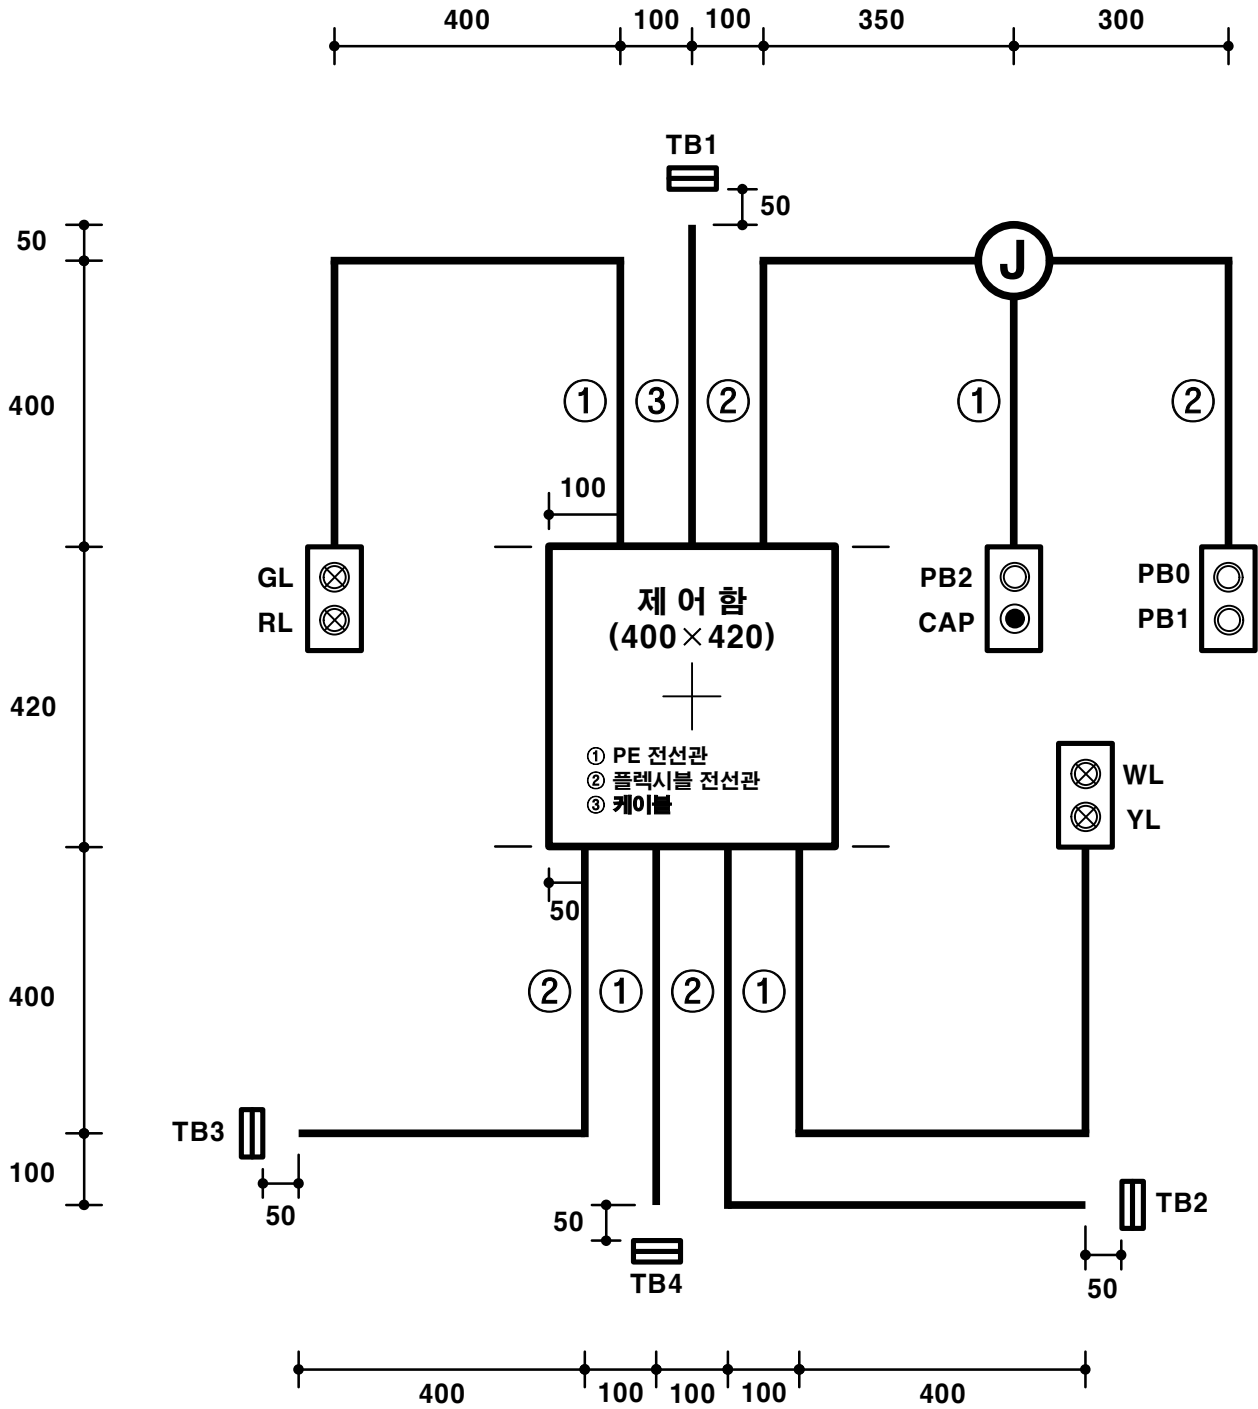 400 100 100 350 300
TB1
50
50
J
400
① ③ ② ① ②
100
GL
RL
제 어 함
(400×420)
PB2
CAP
PB0
PB1
420
① PE 전선관
② 플렉시블 전선관
③ 케이블
WL
YL
50
400
② ① ② ①
TB3
100
50
50
TB4
TB2
50
400 100 100 100 400